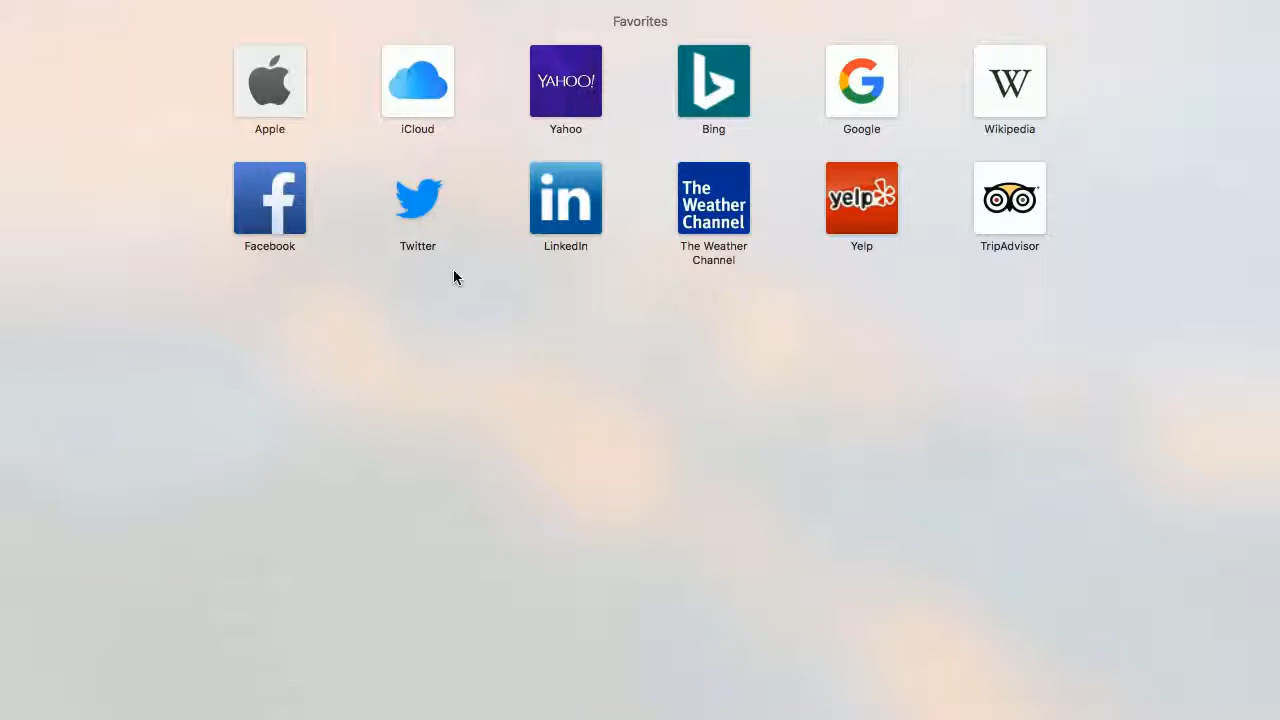 Favorites
YAHOO!
W
Apple
iCloud
Yahoo
Bing
Google
Wikipedia
f
in
The
Weather
Channel
yelp
Facebook
Twitter
LinkedIn
The Weather
Channel
Yelp
TripAdvisor